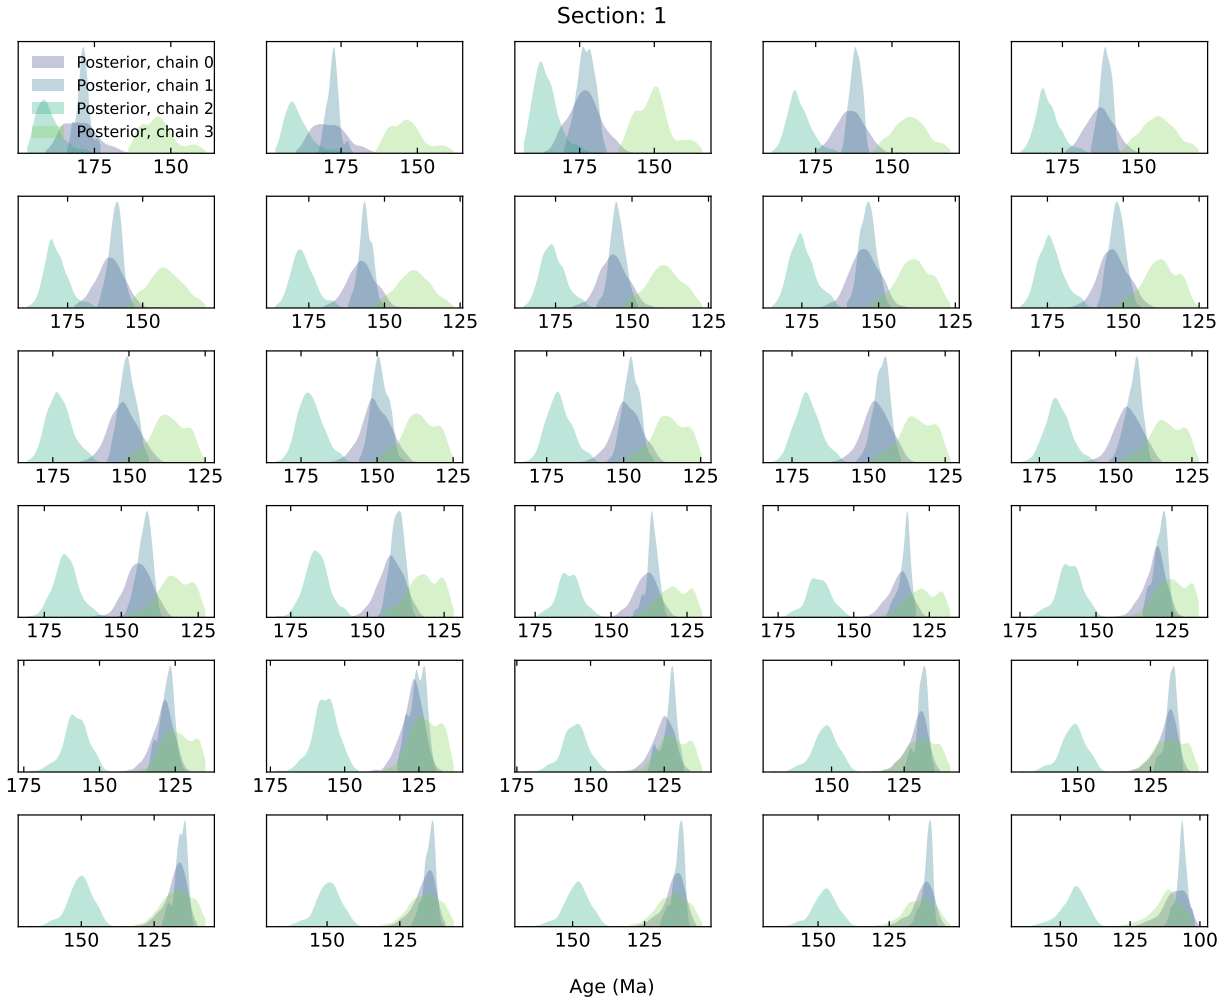 Section: 1
Posterior, chain 0
Posterior, chain 1
Posterior, chain 2
Posterior, chain 3
175 150 175 150 175 150 175 150 175 150
175 150 175 150 125 175 150 125 175 150 125 175 150 125
175 150 125 175 150 125 175 150 125 175 150 125 175 150 125
175 150 125 175 150 125 175 150 125 175 150 125 175 150 125
175 150 125 175 150 125 175 150 125 150 125 150 125
150 125 150 125 150 125 150 125 150 125 100
Age (Ma)